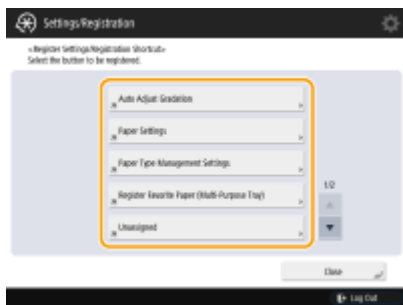 Settings/Registration
<Register Settings/Registration Shortcut>
Select the button to be registered.
Auto Adjust Gradation
Paper Settings
Paper Type Management Settings
Register Favorite Paper (Multi-Purpose Tray)
Unassigned
1/2
Close
Log Out